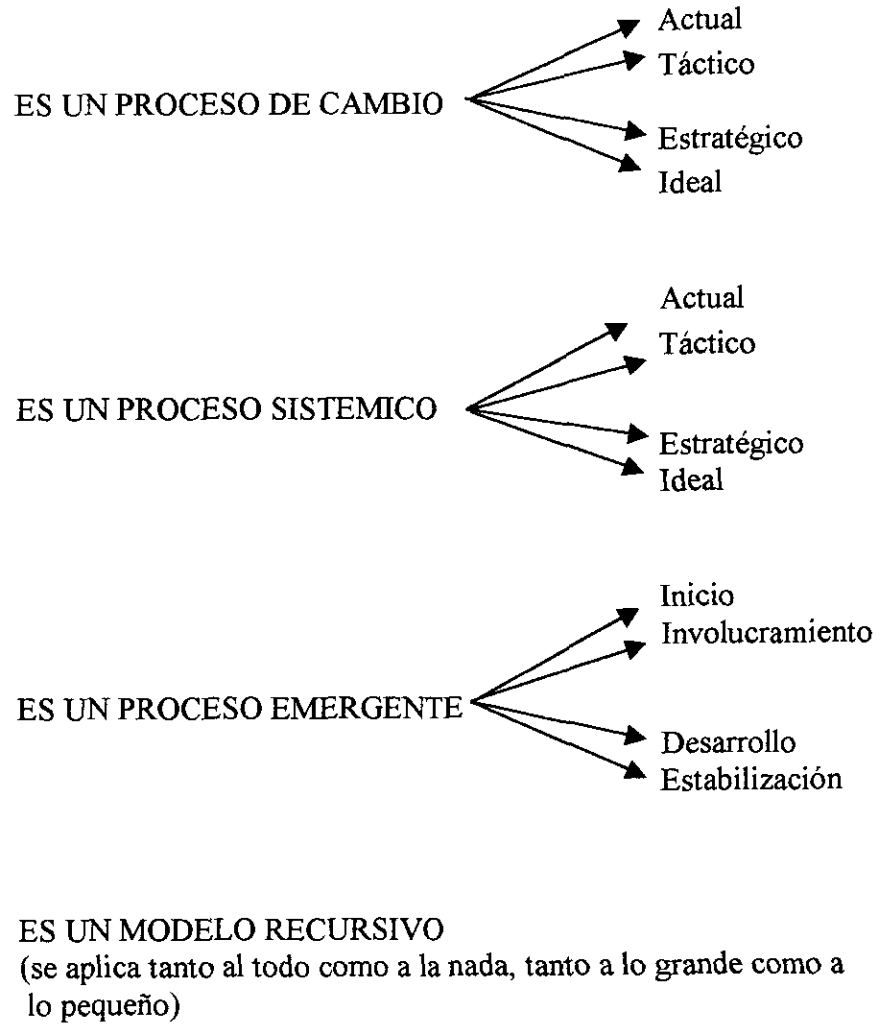 Actual
Táctico
ES UN PROCESO DE CAMBIO
Estratégico
Ideal
Actual
Táctico
ES UN PROCESO SISTEMICO
Estratégico
Ideal
Inicio
Involucramiento
ES UN PROCESO EMERGENTE
Desarrollo
Estabilización
ES UN MODELO RECURSIVO
(se aplica tanto al todo como a la nada, tanto a lo grande como a
lo pequeño)